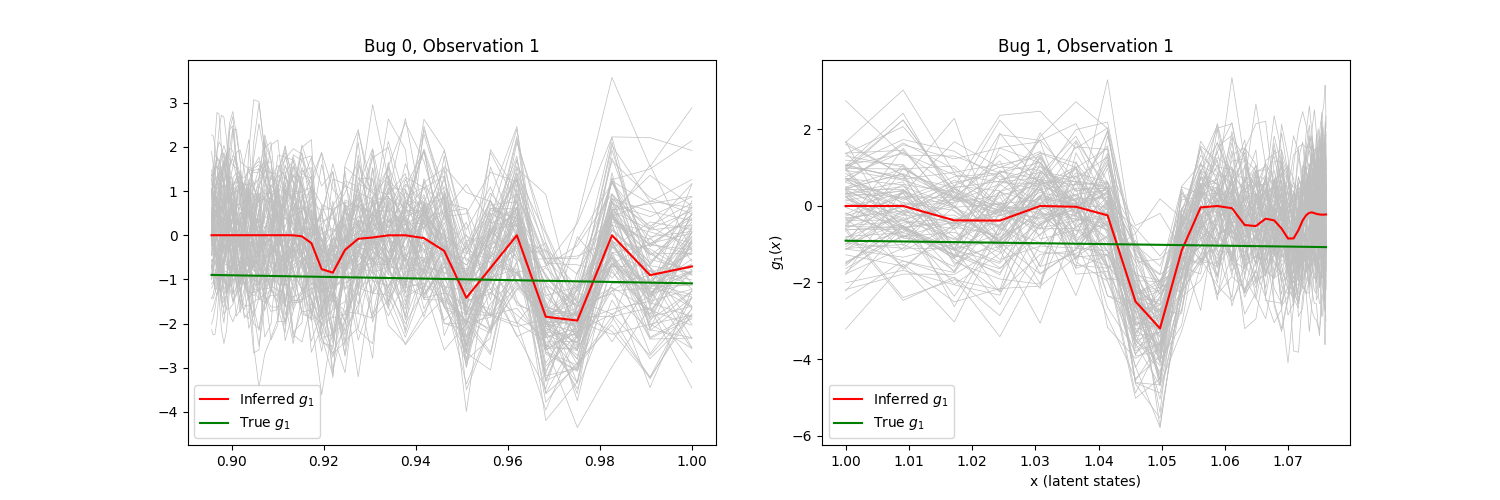 Bug 0, Observation 1
3
2
1
0
−1
−2
−3
−4
0.90 0.92 0.94 0.96 0.98 1.00
Inferred g₁
True g₁
Bug 1, Observation 1
g₁(x)
2
0
−2
−4
−6
1.00 1.01 1.02 1.03 1.04 1.05 1.06 1.07
x (latent states)
Inferred g₁
True g₁